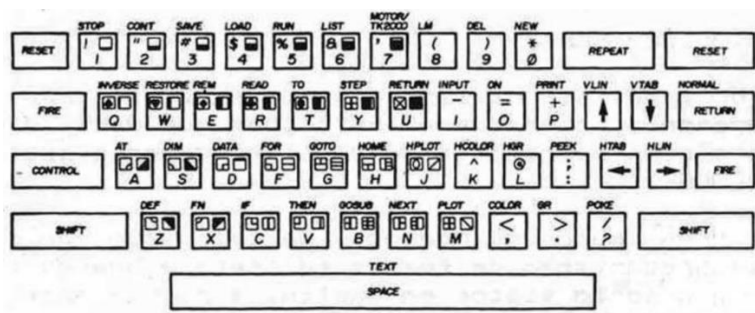 STOP CONT SAVE LOAD RUN LIST MOTOR/TK2000 LM DEL NEW
RESET ! 1 " 2 # 3 $ 4 % 5 & 6 ' 7 ( 8 ) 9 * Ø REPEAT RESET
INVERSE RESTORE REM READ TO STEP RETURN INPUT ON PRINT VLIN VTAB NORMAL
FIRE Q W E R T Y U - I = O + P ↑ ↓ RETURN
AT DIM DATA FOR GOTO HOME HPLOT HCOLOR HGR PEEK HTAB HLIN
CONTROL A S D F G H J ^ K @ L ; : ← → FIRE
DEF FN IF THEN GOSUB NEXT PLOT COLOR GR POKE
SHIFT Z X C V B N M < , > . / ? SHIFT
TEXT
SPACE